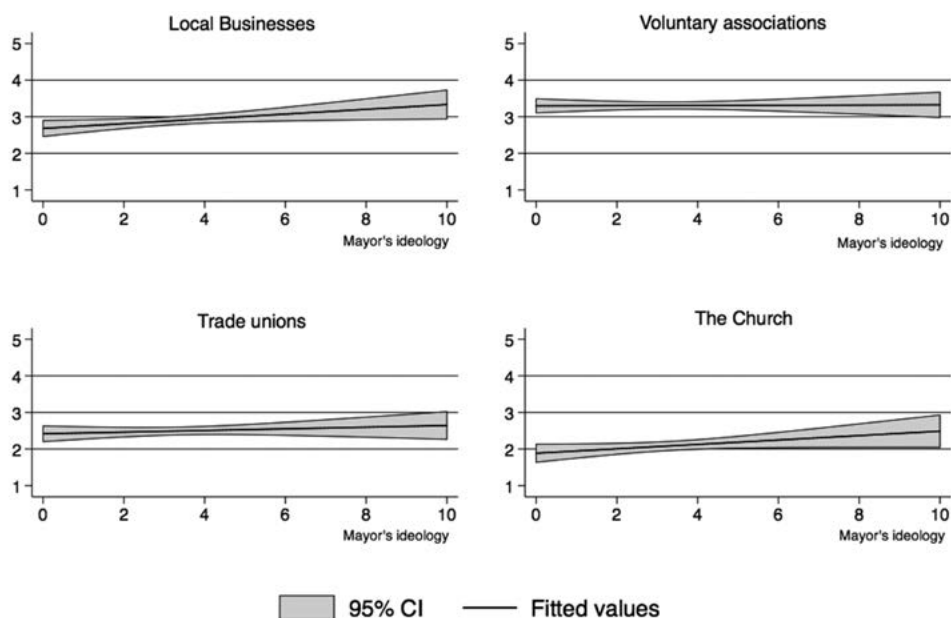 Local Businesses
5
4
3
2
1
0 2 4 6 8 10
Mayor's ideology
Voluntary associations
5
4
3
2
1
0 2 4 6 8 10
Mayor's ideology
Trade unions
5
4
3
2
1
0 2 4 6 8 10
Mayor's ideology
The Church
5
4
3
2
1
0 2 4 6 8 10
Mayor's ideology
95% CI Fitted values